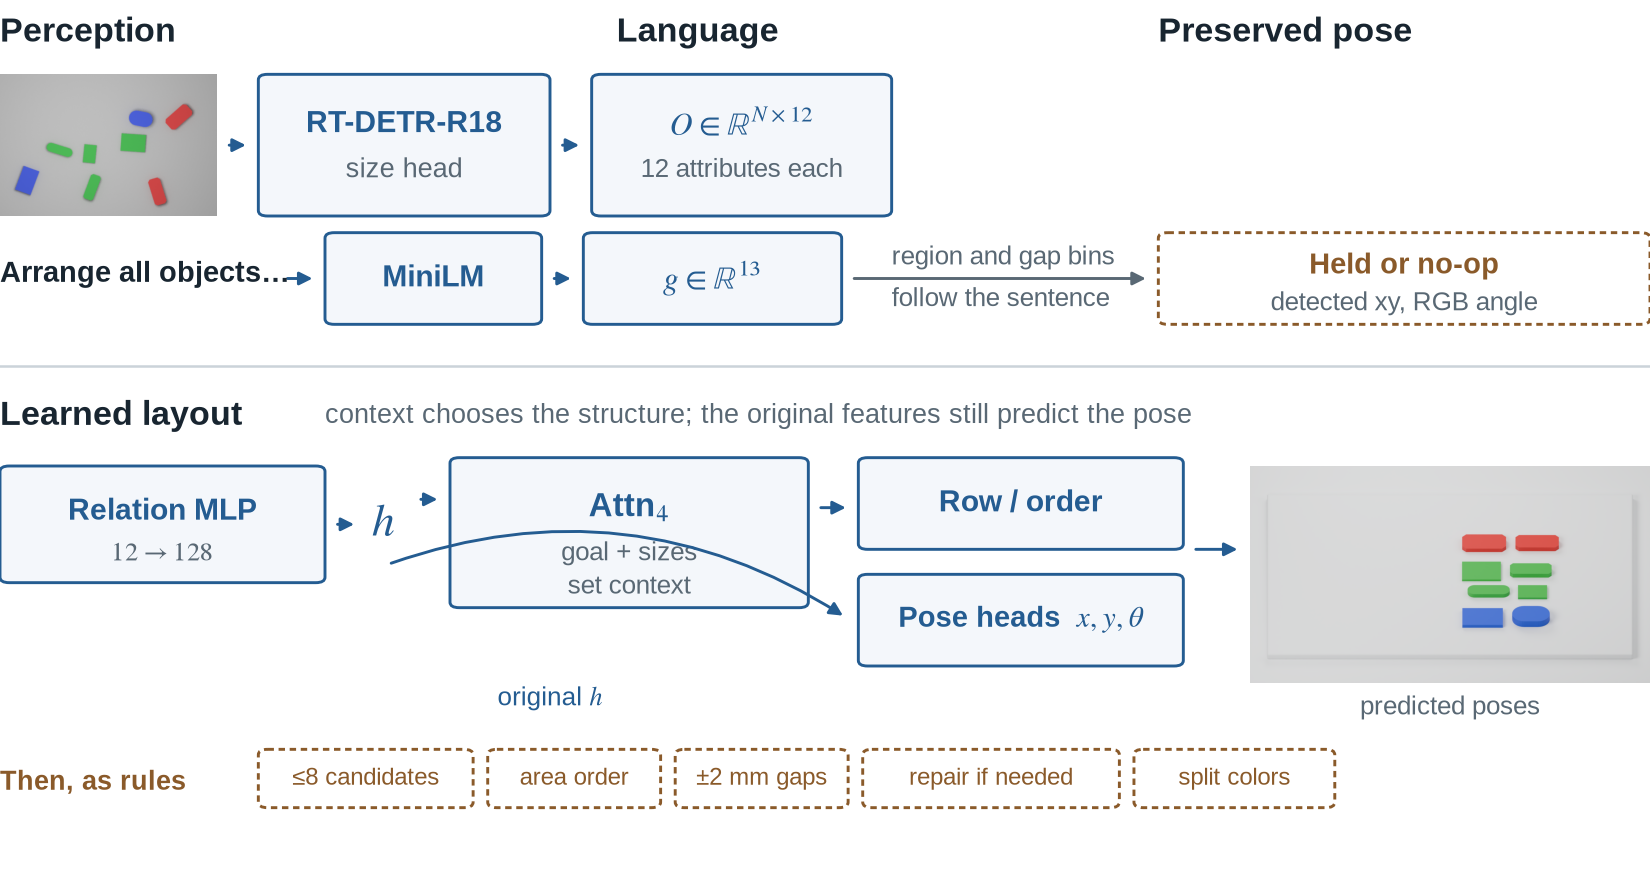 Perception
Language
Preserved pose
RT-DETR-R18
size head
O ∈ ℝ^{N×12}
12 attributes each
Arrange all objects...
MiniLM
g ∈ ℝ^{13}
region and gap bins
follow the sentence
Held or no-op
detected xy, RGB angle
Learned layout
context chooses the structure; the original features still predict the pose
Relation MLP
12 → 128
h
Attn₄
goal + sizes
set context
Row / order
Pose heads x, y, θ
original h
predicted poses
Then, as rules
≤8 candidates
area order
±2 mm gaps
repair if needed
split colors